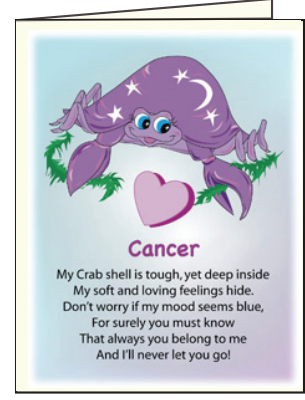 Cancer
My Crab shell is tough, yet deep inside
My soft and loving feelings hide.
Don't worry if my mood seems blue,
For surely you must know
That always you belong to me
And I'll never let you go!